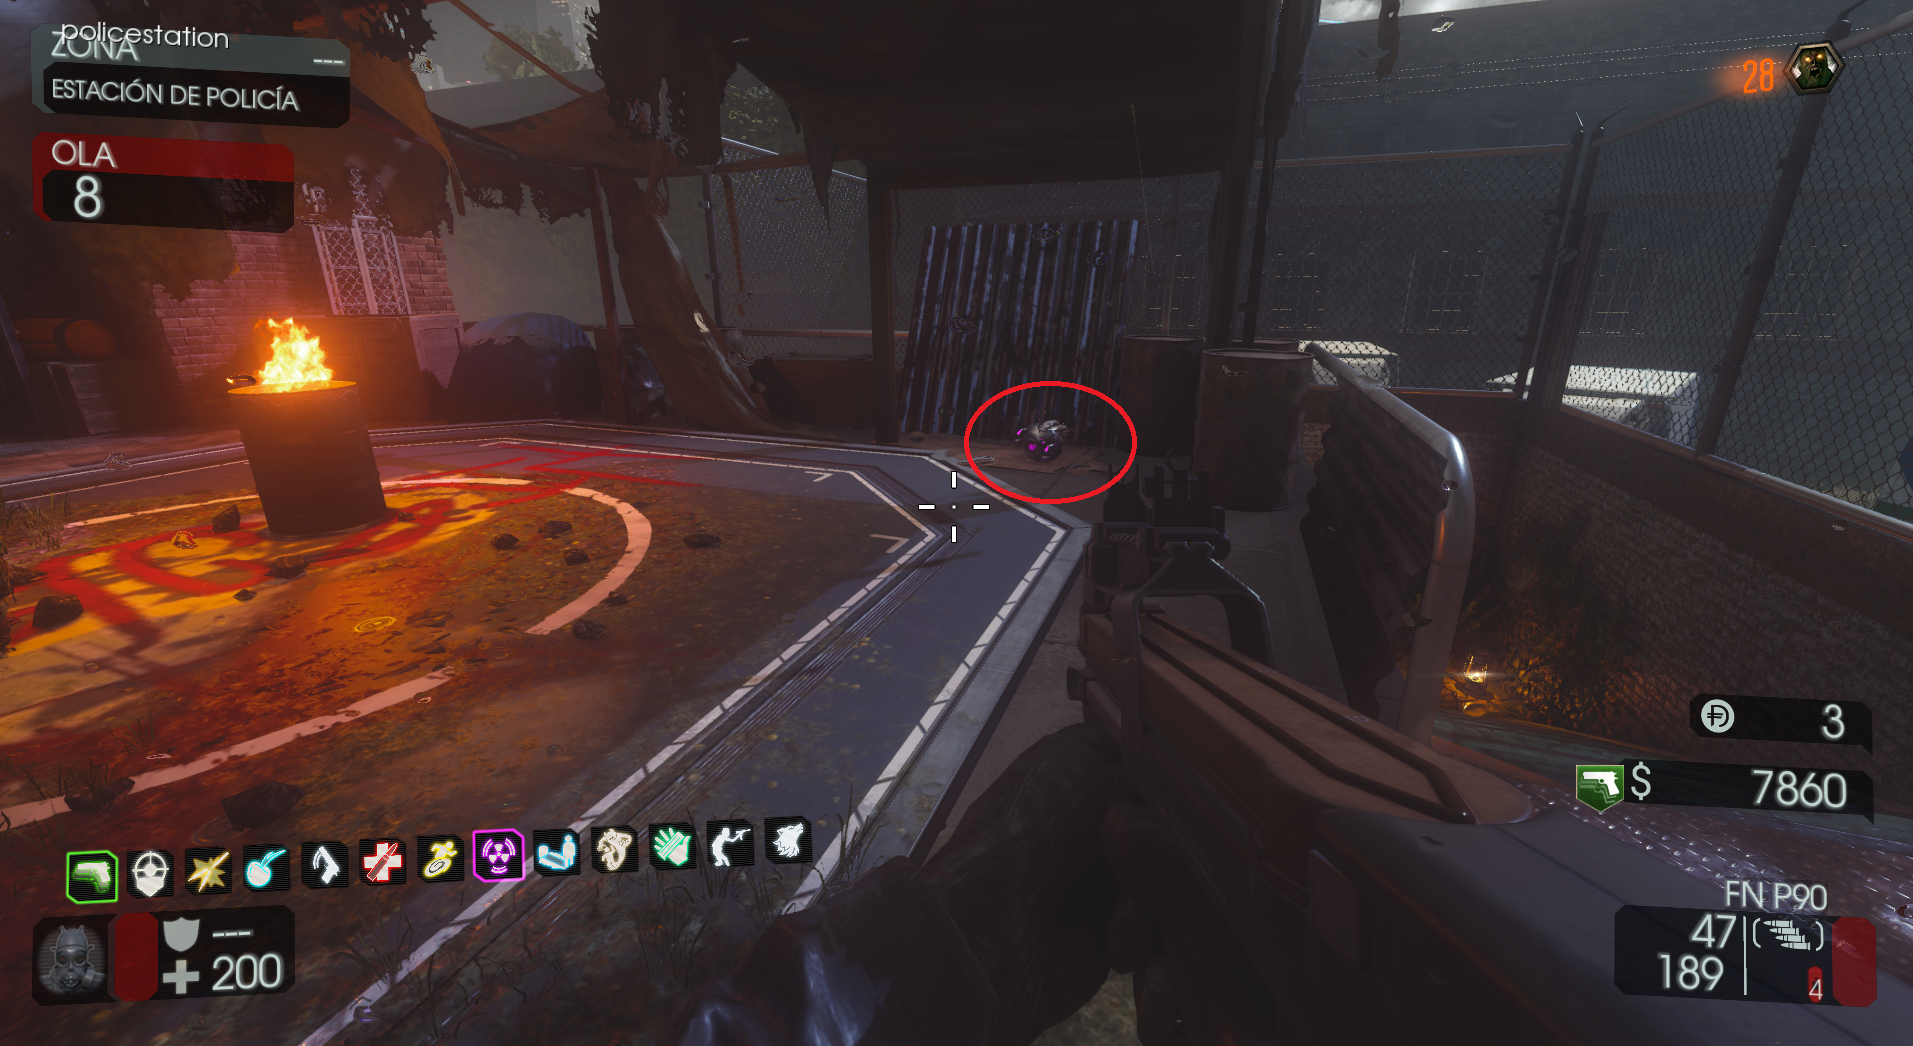 policestation
ZONA
---
ESTACIÓN DE POLICÍA
OLA
8
28
3
$ 7860
FN P90
47
189
4
---
200